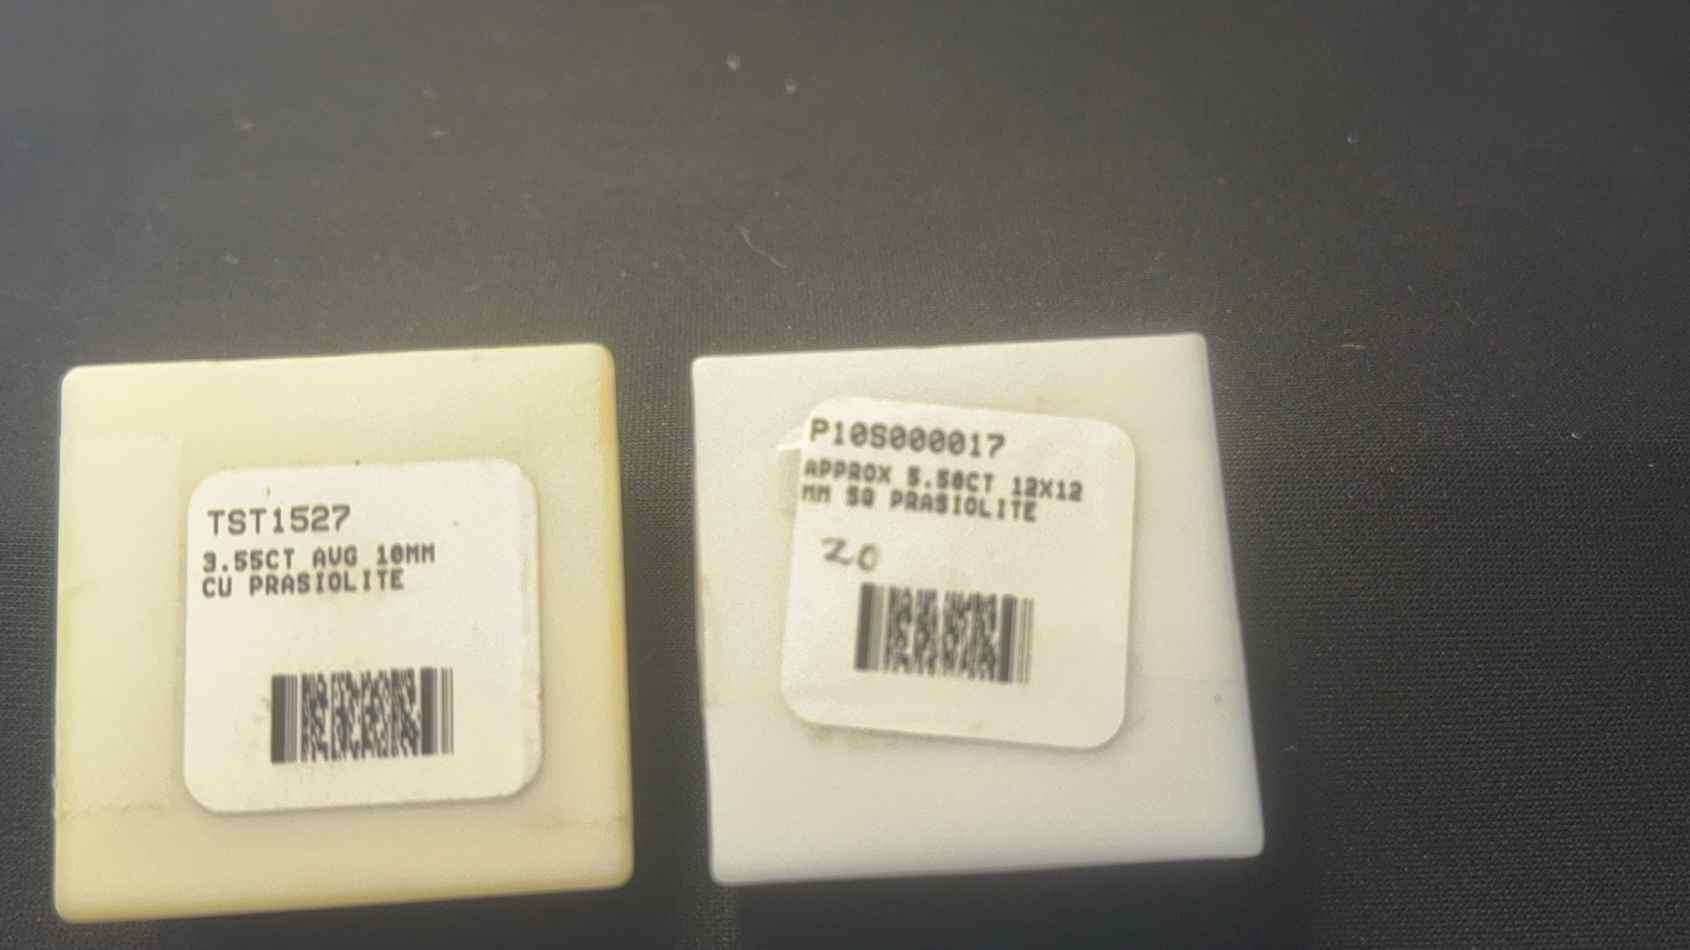 TST1527
3.55CT AVG 10MM
CU PRASIOLITE
P10S000017
APPROX 5.50CT 12X12
MM SQ PRASIOLITE
20